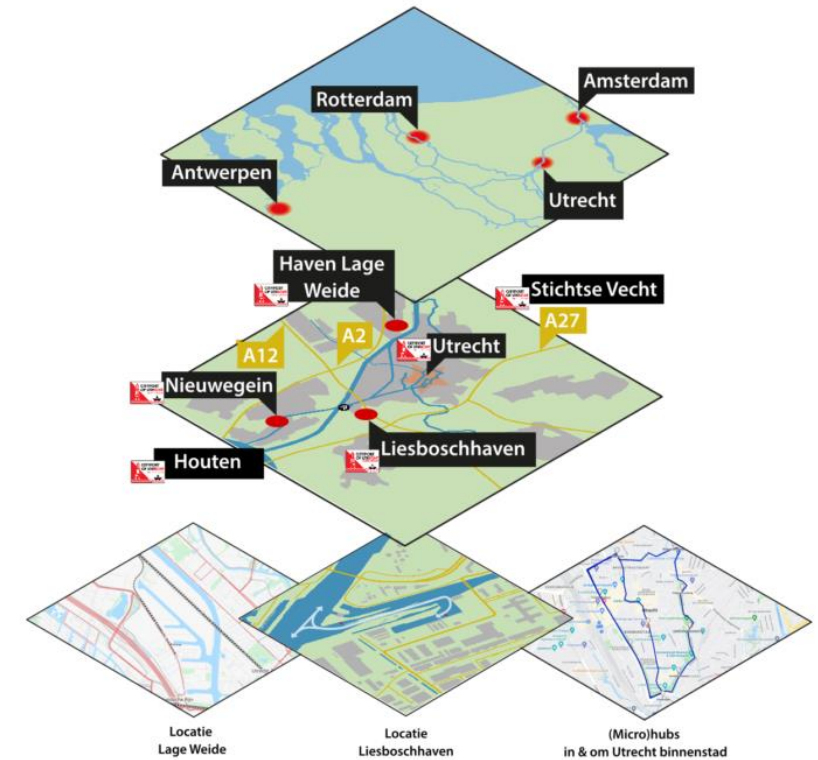 Amsterdam
Rotterdam
Antwerpen
Utrecht
Haven Lage
Weide
Stichtse Vecht
A27
A2
A12
Utrecht
Nieuwegein
Liesboschhaven
Houten
Locatie
Lage Weide
Locatie
Liesboschhaven
(Micro)hubs
in & om Utrecht binnenstad